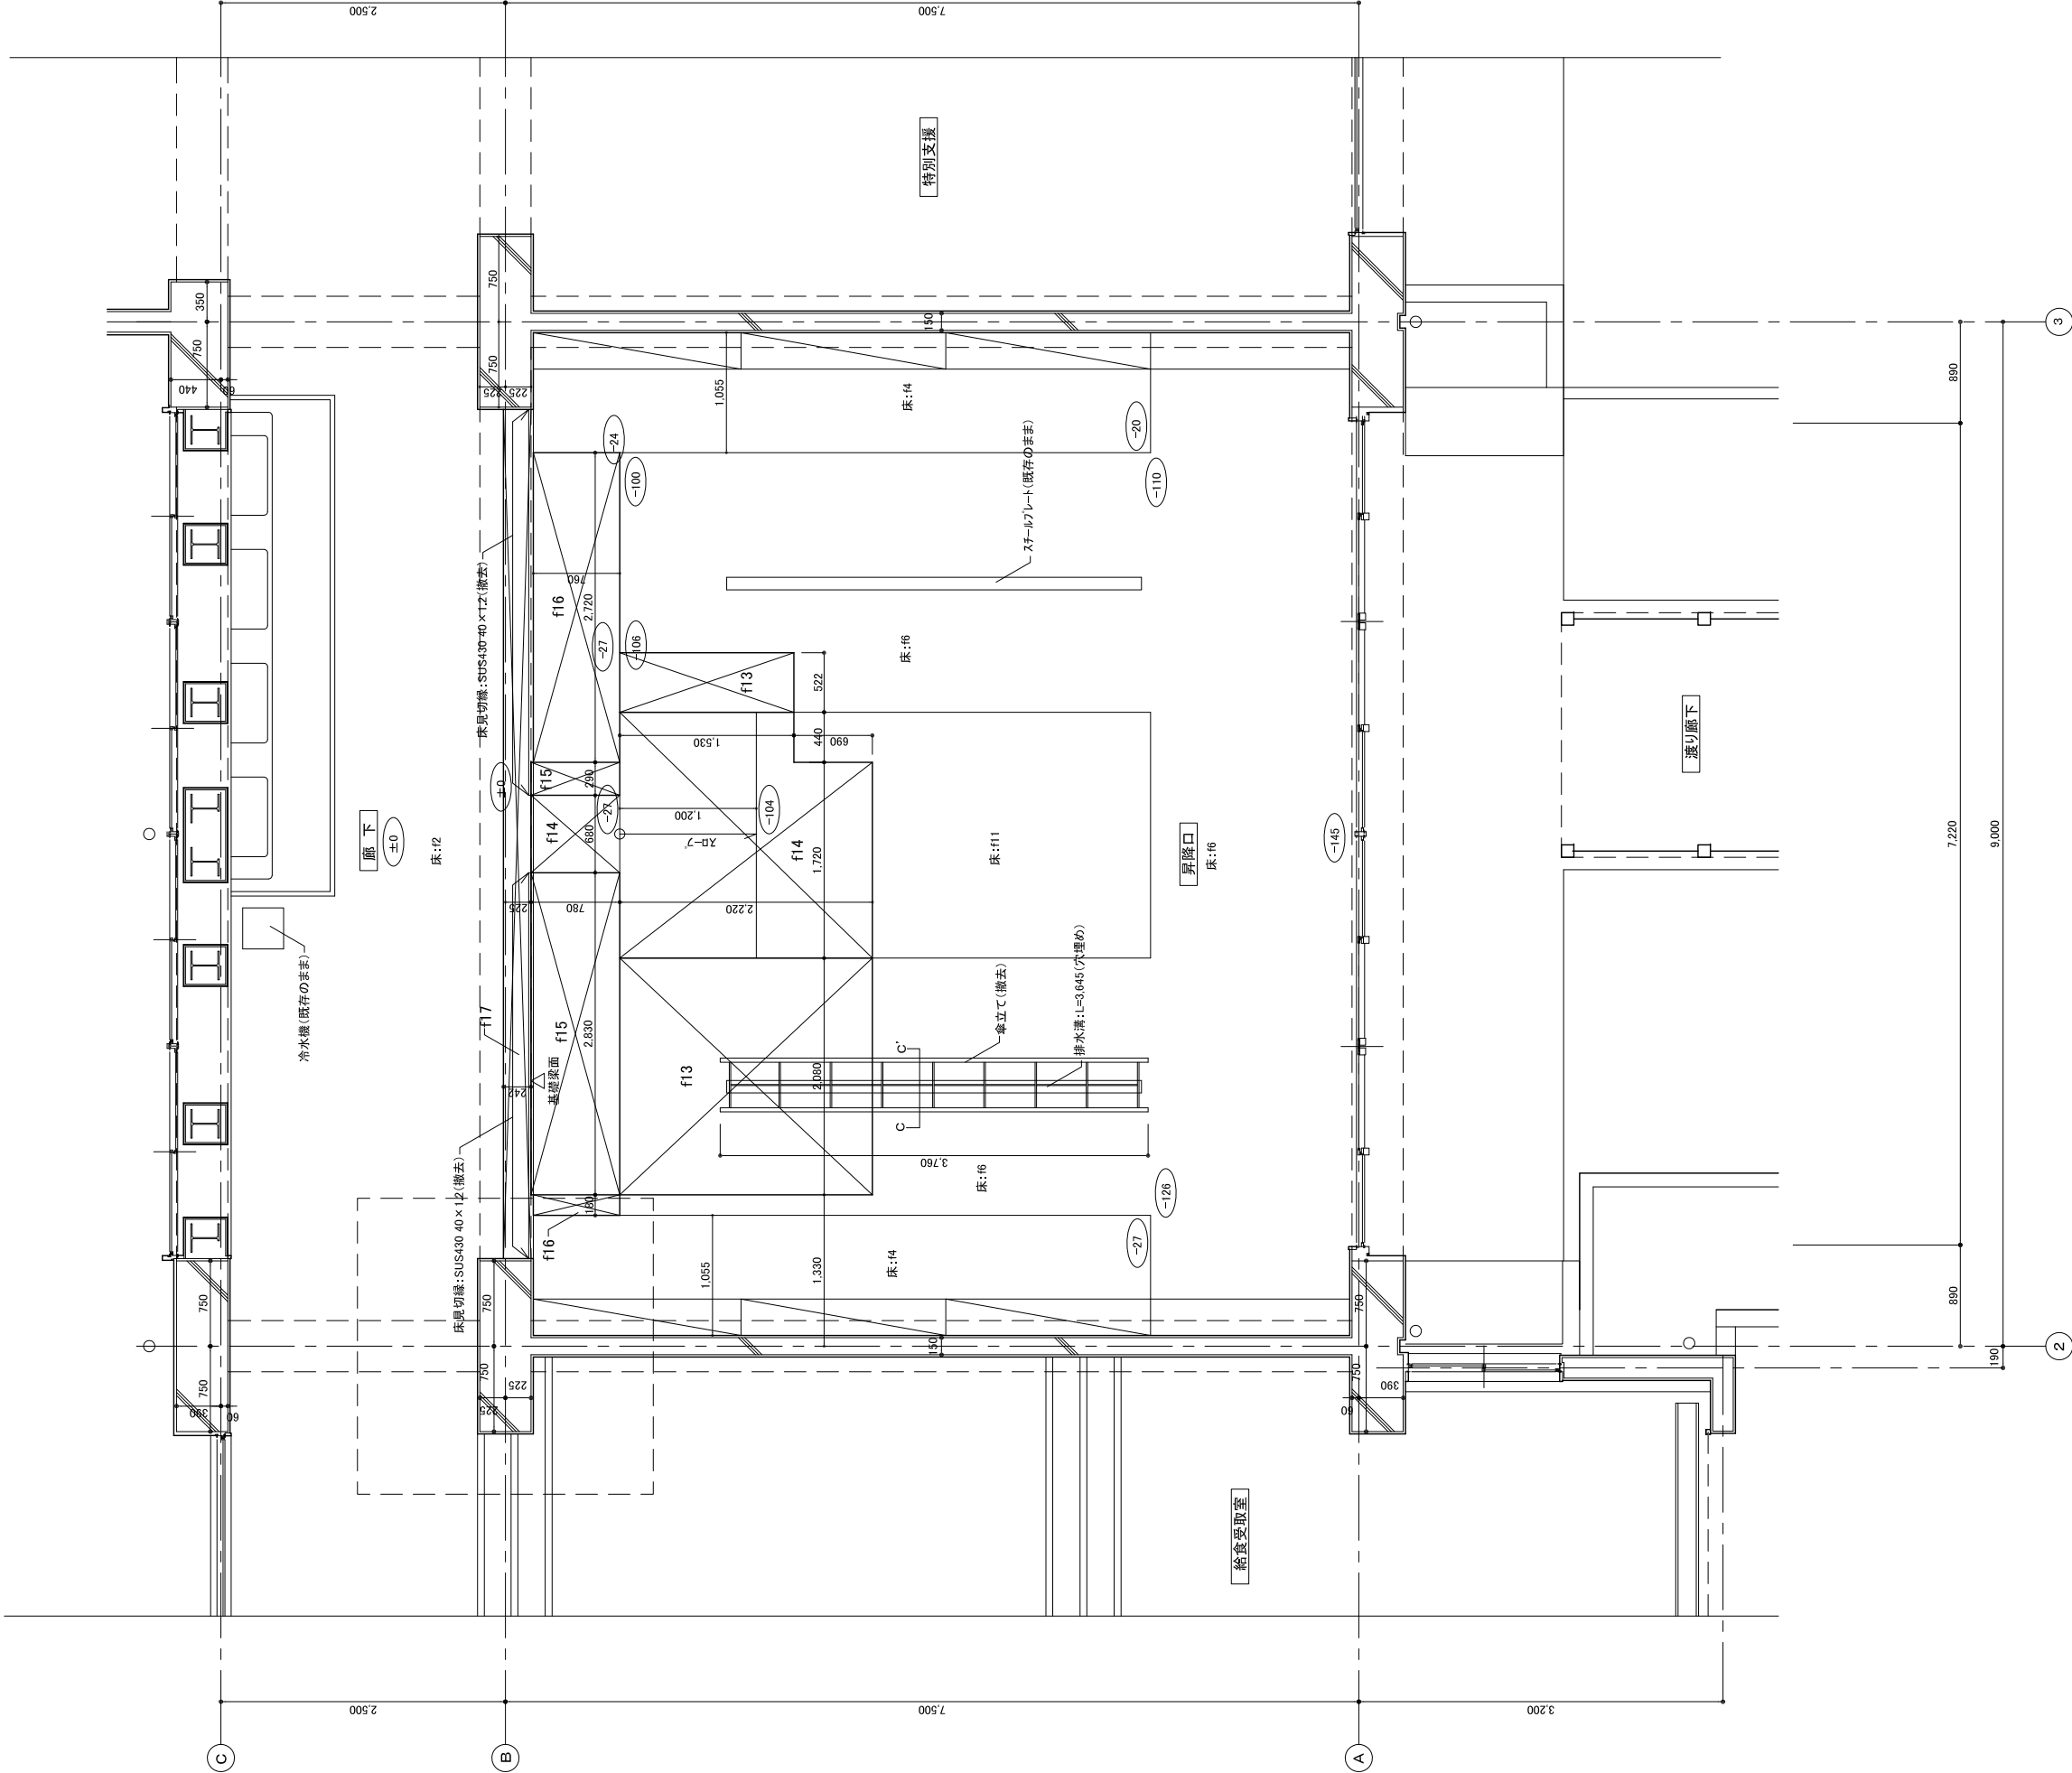 2,500
7,500
特別支援
350
750
440
60
750
750
225
225
150
1,055
床:f4
-24
-100
-20
-110
890
3
床見切縁:SUS430 40×1.2(撤去)
760
f16
2,720
-27
-106
f13
522
床:f6
スチールプレート(既存のまま)
440
1,530
690
f15
290
±0
廊 下
±0
床:f2
f14
680
-27
1,200
スロープ
-104
f14
1,720
床:f11
昇降口
床:f6
-145
渡り廊下
7,220
9,000
225
780
2,220
冷水機(既存のまま)
f17
f15
2,830
基礎梁面
242
f13
2,080
C'
C
傘立て(撤去)
排水溝:L=3,645(穴埋め)
3,760
床:f6
床見切縁:SUS430 40×1.2(撤去)
180
f16
-126
-27
1,055
1,330
床:f4
890
750
750
390
60
750
750
225
225
150
750
750
60
390
190
2
給食受取室
2,500
7,500
3,200
C
B
A